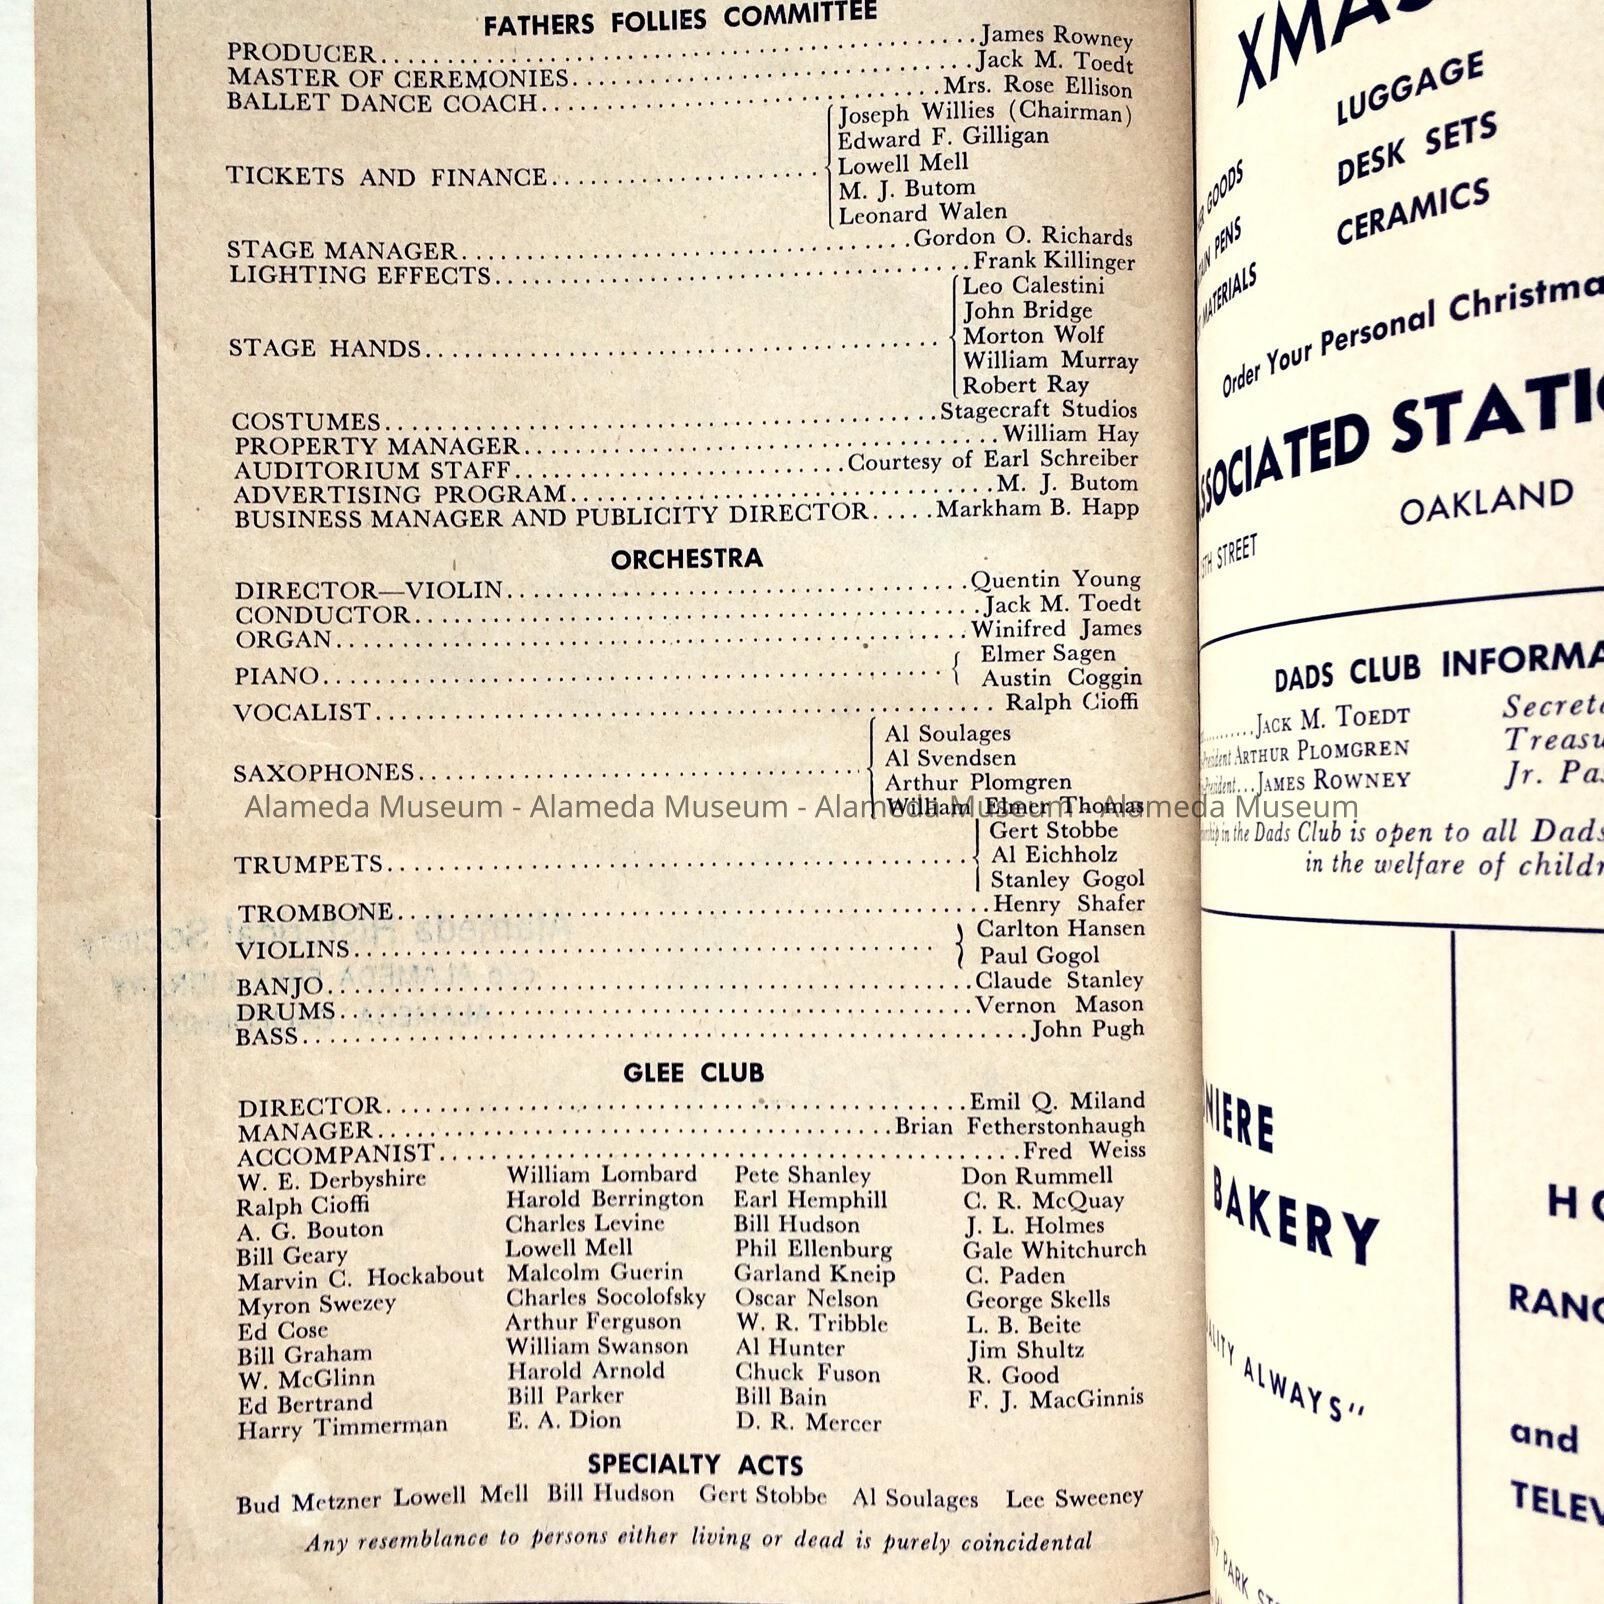 FATHERS FOLLIES COMMITTEE
PRODUCER..........James Rowney
MASTER OF CEREMONIES..........Jack M. Toedt
BALLET DANCE COACH..........Mrs. Rose Ellison
TICKETS AND FINANCE..........
Joseph Willies (Chairman)
Edward F. Gilligan
Lowell Mell
M. J. Butom
Leonard Walen
STAGE MANAGER..........Gordon O. Richards
LIGHTING EFFECTS..........Frank Killinger
STAGE HANDS..........
Leo Calestini
John Bridge
Morton Wolf
William Murray
Robert Ray
COSTUMES..........Stagecraft Studios
PROPERTY MANAGER..........William Hay
AUDITORIUM STAFF..........Courtesy of Earl Schreiber
ADVERTISING PROGRAM..........M. J. Butom
BUSINESS MANAGER AND PUBLICITY DIRECTOR.....Markham B. Happ
ORCHESTRA
DIRECTOR—VIOLIN..........Quentin Young
CONDUCTOR..........Jack M. Toedt
ORGAN..........Winifred James
PIANO..........
Elmer Sagen
Austin Coggin
VOCALIST..........Ralph Cioffi
SAXOPHONES..........
Al Soulages
Al Svendsen
Arthur Plomgren
William Elmer Thomas
Alameda Museum - Alameda Museum - Alameda Museum - Alameda Museum
TRUMPETS..........
Gert Stobbe
Al Eichholz
Stanley Gogol
TROMBONE..........Henry Shafer
VIOLINS..........
Carlton Hansen
Paul Gogol
BANJO..........Claude Stanley
DRUMS..........Vernon Mason
BASS..........John Pugh
GLEE CLUB
DIRECTOR..........Emil Q. Miland
MANAGER..........Brian Fetherstonhaugh
ACCOMPANIST..........Fred Weiss
W. E. Derbyshire William Lombard Pete Shanley Don Rummell
Ralph Cioffi Harold Berrington Earl Hemphill C. R. McQuay
A. G. Bouton Charles Levine Bill Hudson J. L. Holmes
Bill Geary Lowell Mell Phil Ellenburg Gale Whitchurch
Marvin C. Hockabout Malcolm Guerin Garland Kneip C. Paden
Myron Swezey Charles Socolofsky Oscar Nelson George Skells
Ed Cose Arthur Ferguson W. R. Tribble L. B. Beite
Bill Graham William Swanson Al Hunter Jim Shultz
W. McGlinn Harold Arnold Chuck Fuson R. Good
Ed Bertrand Bill Parker Bill Bain F. J. MacGinnis
Harry Timmerman E. A. Dion D. R. Mercer
SPECIALTY ACTS
Bud Metzner Lowell Mell Bill Hudson Gert Stobbe Al Soulages Lee Sweeney
Any resemblance to persons either living or dead is purely coincidental
XMAS
LUGGAGE
DESK SETS
CERAMICS
GOODS
PENS
MATERIALS
Order Your Personal Christma
SSOCIATED STATIO
OAKLAND
5TH STREET
DADS CLUB INFORMA
..........JACK M. TOEDT
President ARTHUR PLOMGREN
President...JAMES ROWNEY
Secreta
Treasu
Jr. Pas
in the Dads Club is open to all Dads
in the welfare of childr
NIERE
BAKERY
ALITY ALWAYS"
PARK ST
HO
RANG
and
TELEV